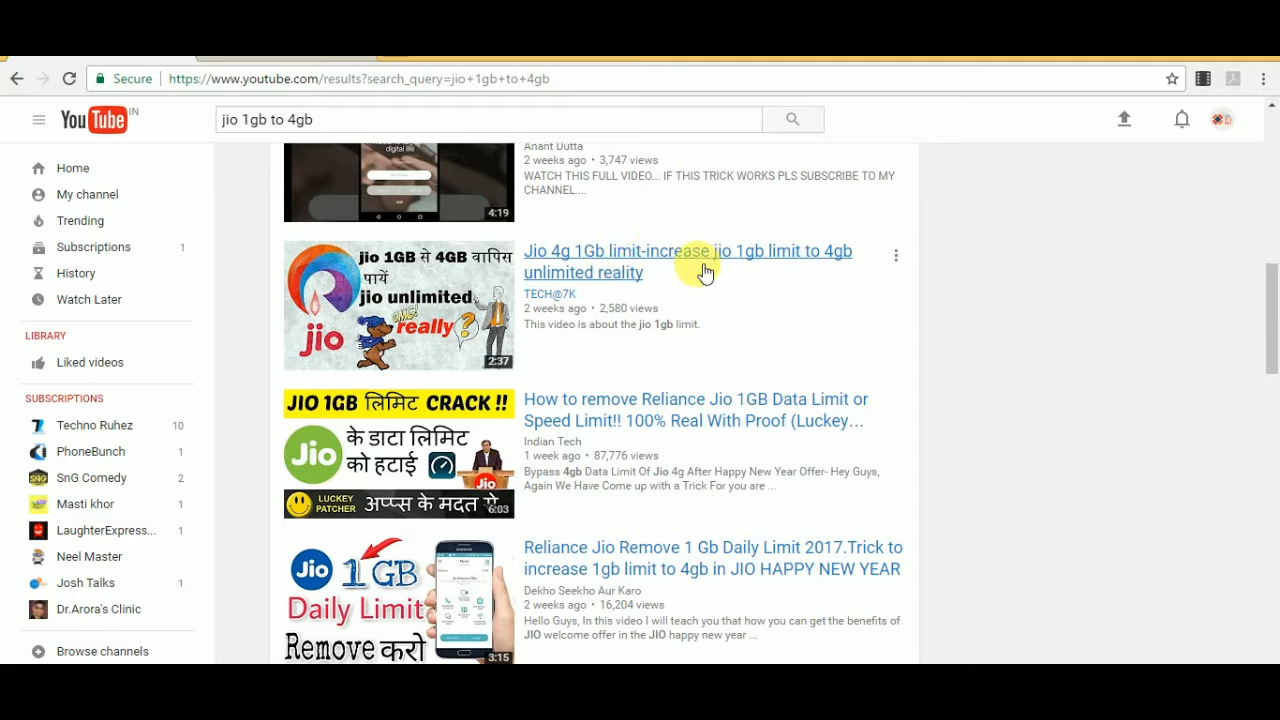 Secure
https://www.youtube.com/results?search_query=jio+1gb+to+4gb
YouTube IN
jio 1gb to 4gb
Home
My channel
Trending
Subscriptions 1
History
Watch Later
LIBRARY
Liked videos
SUBSCRIPTIONS
Techno Ruhez 10
PhoneBunch 1
SnG Comedy 2
Masti khor 1
LaughterExpress... 1
Neel Master
Josh Talks 1
Dr.Arora's Clinic
Browse channels
digital life
4:19
Anant Dutta
2 weeks ago • 3,747 views
WATCH THIS FULL VIDEO... IF THIS TRICK WORKS PLS SUBSCRIBE TO MY
CHANNEL....
jio 1GB से 4GB वापिस
पायें
jio unlimited
OMG!
really
?
jio
2:37
Jio 4g 1Gb limit-increase jio 1gb limit to 4gb
unlimited reality
TECH@7K
2 weeks ago • 2,580 views
This video is about the jio 1gb limit.
JIO 1GB लिमिट CRACK !!
Jio
के डाटा लिमिट
को हटाई
Jio
LUCKEY
PATCHER
अप्प्स के मदत से
6:03
How to remove Reliance Jio 1GB Data Limit or
Speed Limit!! 100% Real With Proof (Luckey...
Indian Tech
1 week ago • 87,776 views
Bypass 4gb Data Limit Of Jio 4g After Happy New Year Offer- Hey Guys,
Again We Have Come up with a Trick For you are ...
Jio 1 GB
Daily Limit
Remove करो
3:15
Reliance Jio Remove 1 Gb Daily Limit 2017.Trick to
increase 1gb limit to 4gb in JIO HAPPY NEW YEAR
Dekho Seekho Aur Karo
2 weeks ago • 16,204 views
Hello Guys, In this video I will teach you that how you can get the benefits of
JIO welcome offer in the JIO happy new year ...